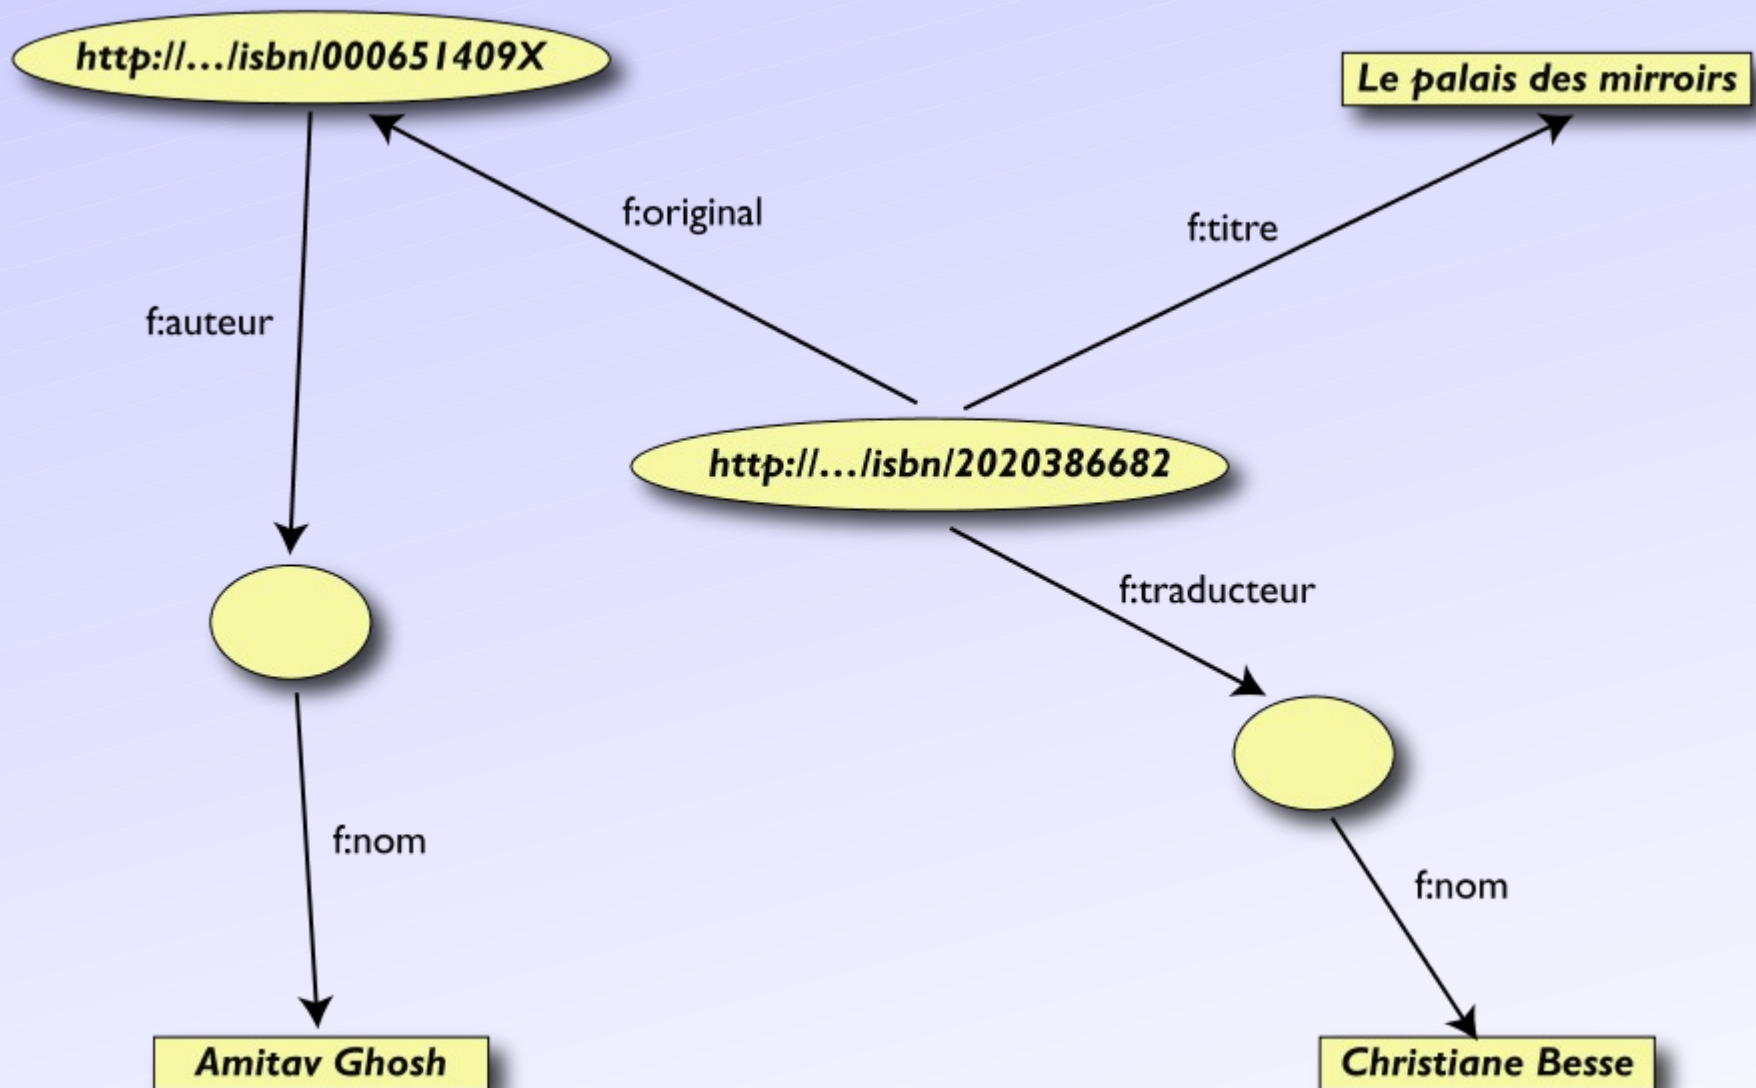 http://…/isbn/000651409X
Le palais des mirroirs
f:original
f:titre
f:auteur
http://…/isbn/2020386682
f:traducteur
f:nom
f:nom
Amitav Ghosh
Christiane Besse